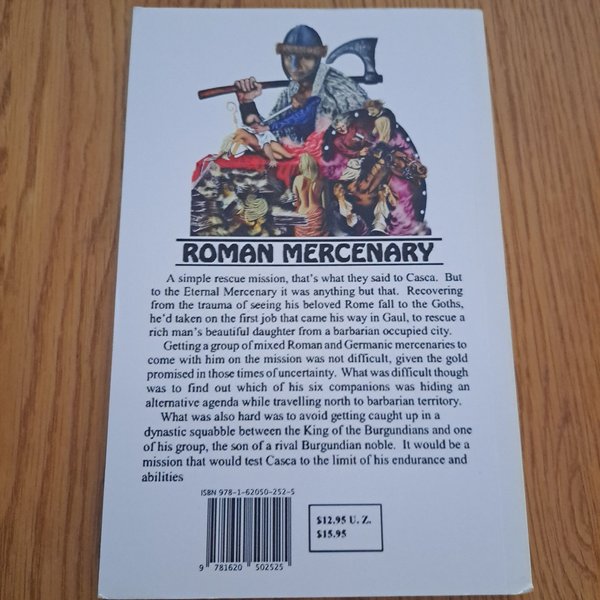 ROMAN MERCENARY
A simple rescue mission, that's what they said to Casca. But
to the Eternal Mercenary it was anything but that. Recovering
from the trauma of seeing his beloved Rome fall to the Goths,
he'd taken on the first job that came his way in Gaul, to rescue a
rich man's beautiful daughter from a barbarian occupied city.
Getting a group of mixed Roman and Germanic mercenaries to
come with him on the mission was not difficult, given the gold
promised in those times of uncertainty. What was difficult though
was to find out which of his six companions was hiding an
alternative agenda while travelling north to barbarian territory.
What was also hard was to avoid getting caught up in a
dynastic squabble between the King of the Burgundians and one
of his group, the son of a rival Burgundian noble. It would be a
mission that would test Casca to the limit of his endurance and
abilities
ISBN 978-1-62050-252-5
$12.95 U. Z.
$15.95
9 781620 502525